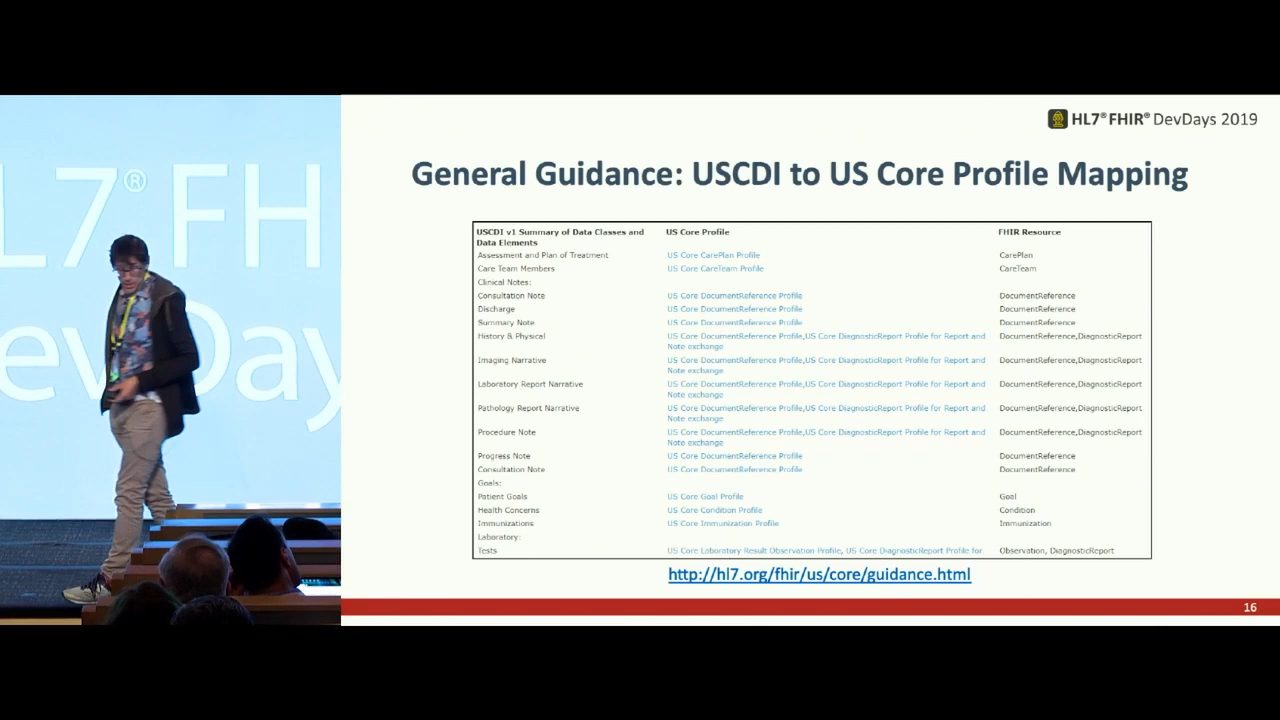 L7® FH
evDay
HL7® FHIR® DevDays 2019
General Guidance: USCDI to US Core Profile Mapping
USCDI v1 Summary of Data Classes and Data Elements US Core Profile FHIR Resource
Assessment and Plan of Treatment US Core CarePlan Profile CarePlan
Care Team Members US Core CareTeam Profile CareTeam
Clinical Notes:
Consultation Note US Core DocumentReference Profile DocumentReference
Discharge US Core DocumentReference Profile DocumentReference
Summary Note US Core DocumentReference Profile DocumentReference
History & Physical US Core DocumentReference Profile,US Core DiagnosticReport Profile for Report and Note exchange DocumentReference,DiagnosticReport
Imaging Narrative US Core DocumentReference Profile,US Core DiagnosticReport Profile for Report and Note exchange DocumentReference,DiagnosticReport
Laboratory Report Narrative US Core DocumentReference Profile,US Core DiagnosticReport Profile for Report and Note exchange DocumentReference,DiagnosticReport
Pathology Report Narrative US Core DocumentReference Profile,US Core DiagnosticReport Profile for Report and Note exchange DocumentReference,DiagnosticReport
Procedure Note US Core DocumentReference Profile,US Core DiagnosticReport Profile for Report and Note exchange DocumentReference,DiagnosticReport
Progress Note US Core DocumentReference Profile DocumentReference
Consultation Note US Core DocumentReference Profile DocumentReference
Goals:
Patient Goals US Core Goal Profile Goal
Health Concerns US Core Condition Profile Condition
Immunizations US Core Immunization Profile Immunization
Laboratory:
Tests US Core Laboratory Result Observation Profile, US Core DiagnosticReport Profile for Observation, DiagnosticReport
http://hl7.org/fhir/us/core/guidance.html
16